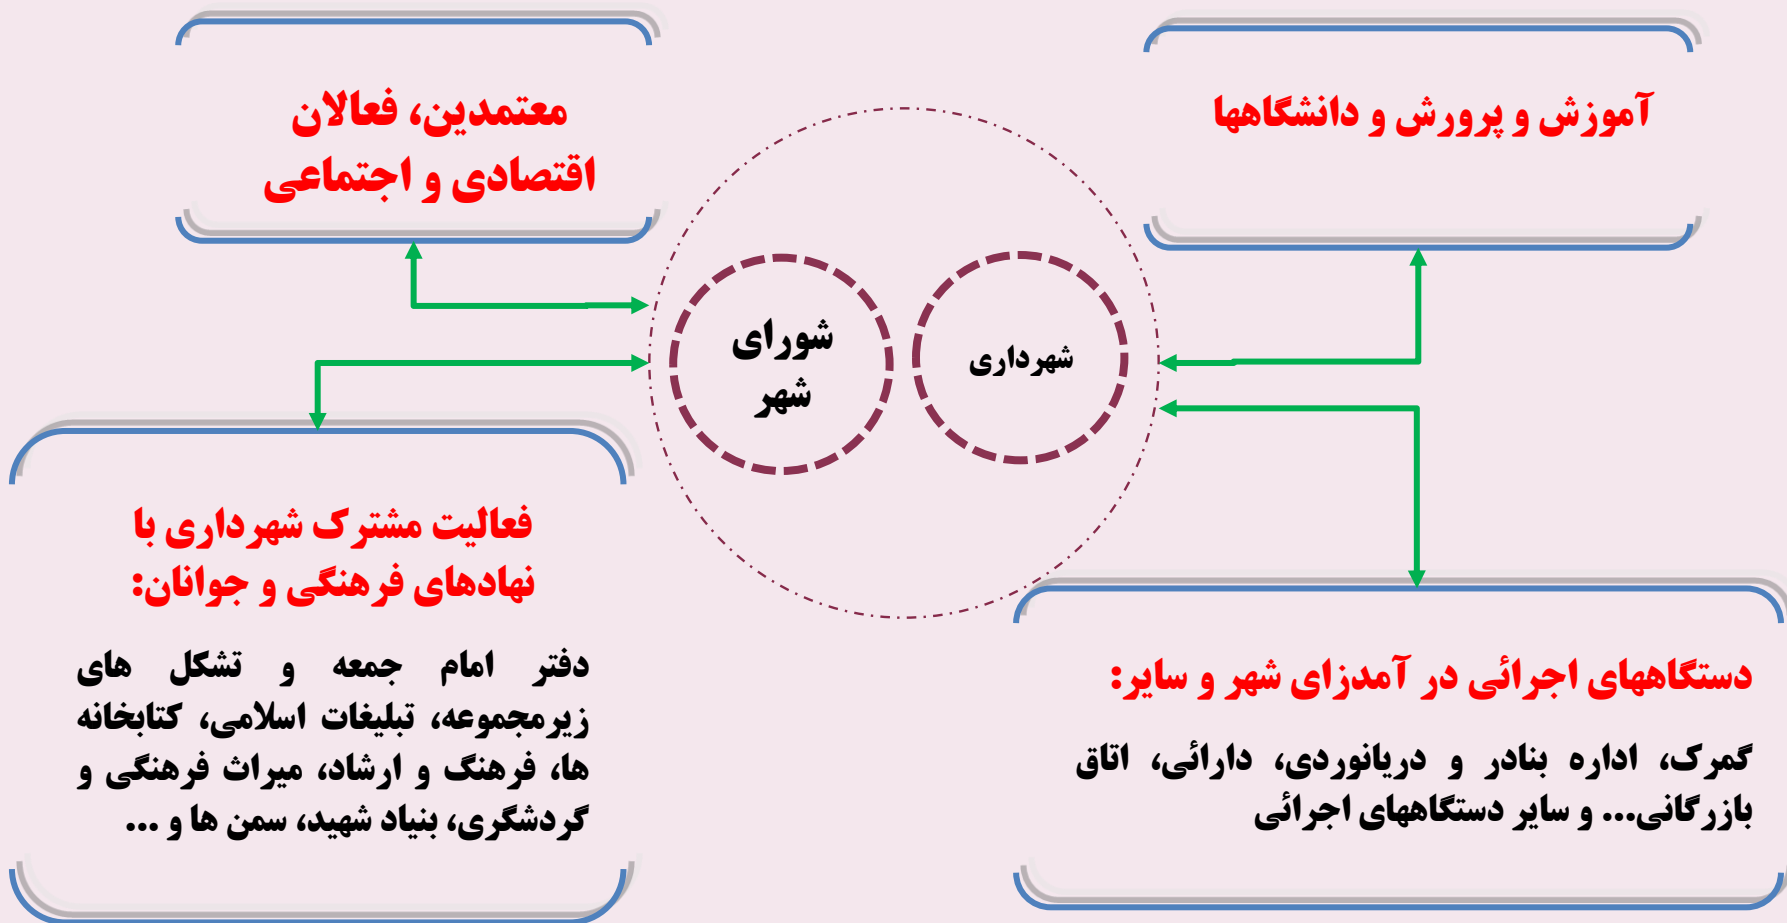 آموزش و پرورش و دانشگاهها
معتمدین، فعالان
اقتصادی و اجتماعی
شهرداری
شورای
شهر
دستگاههای اجرائی در آمدزای شهر و سایر:
گمرک، اداره بنادر و دریانوردی، دارائی، اتاق
بازرگانی... و سایر دستگاههای اجرائی
فعالیت مشترک شهرداری با
نهادهای فرهنگی و جوانان:
دفتر امام جمعه و تشکل های
زیرمجموعه، تبلیغات اسلامی، کتابخانه
ها، فرهنگ و ارشاد، میراث فرهنگی و
گردشگری، بنیاد شهید، سمن ها و ...